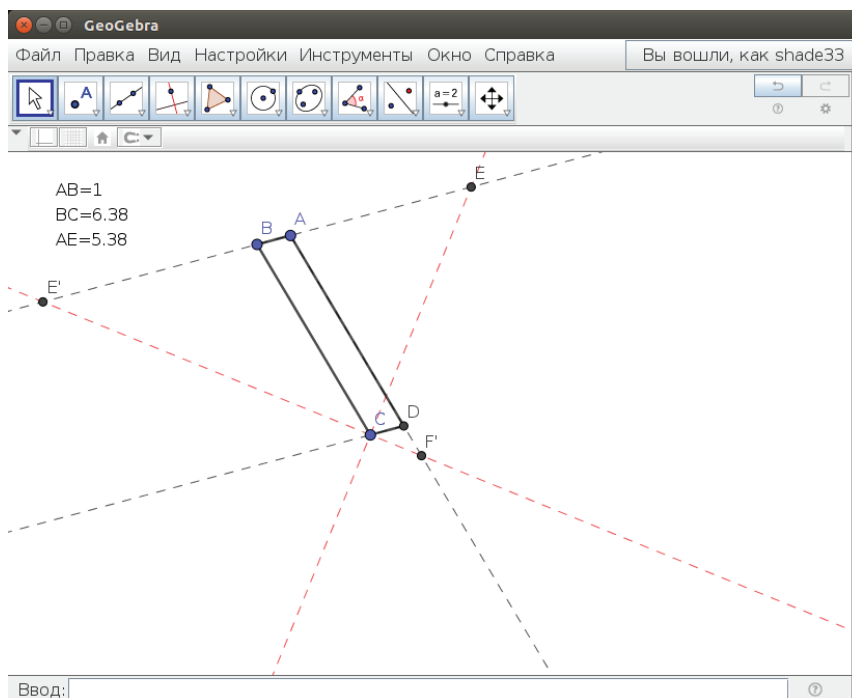 GeoGebra
Файл Правка Вид Настройки Инструменты Окно Справка Вы вошли, как shade33
A
α
a=2
AB=1
BC=6.38
AE=5.38
E
A
B
E'
D
C
F'
Ввод: